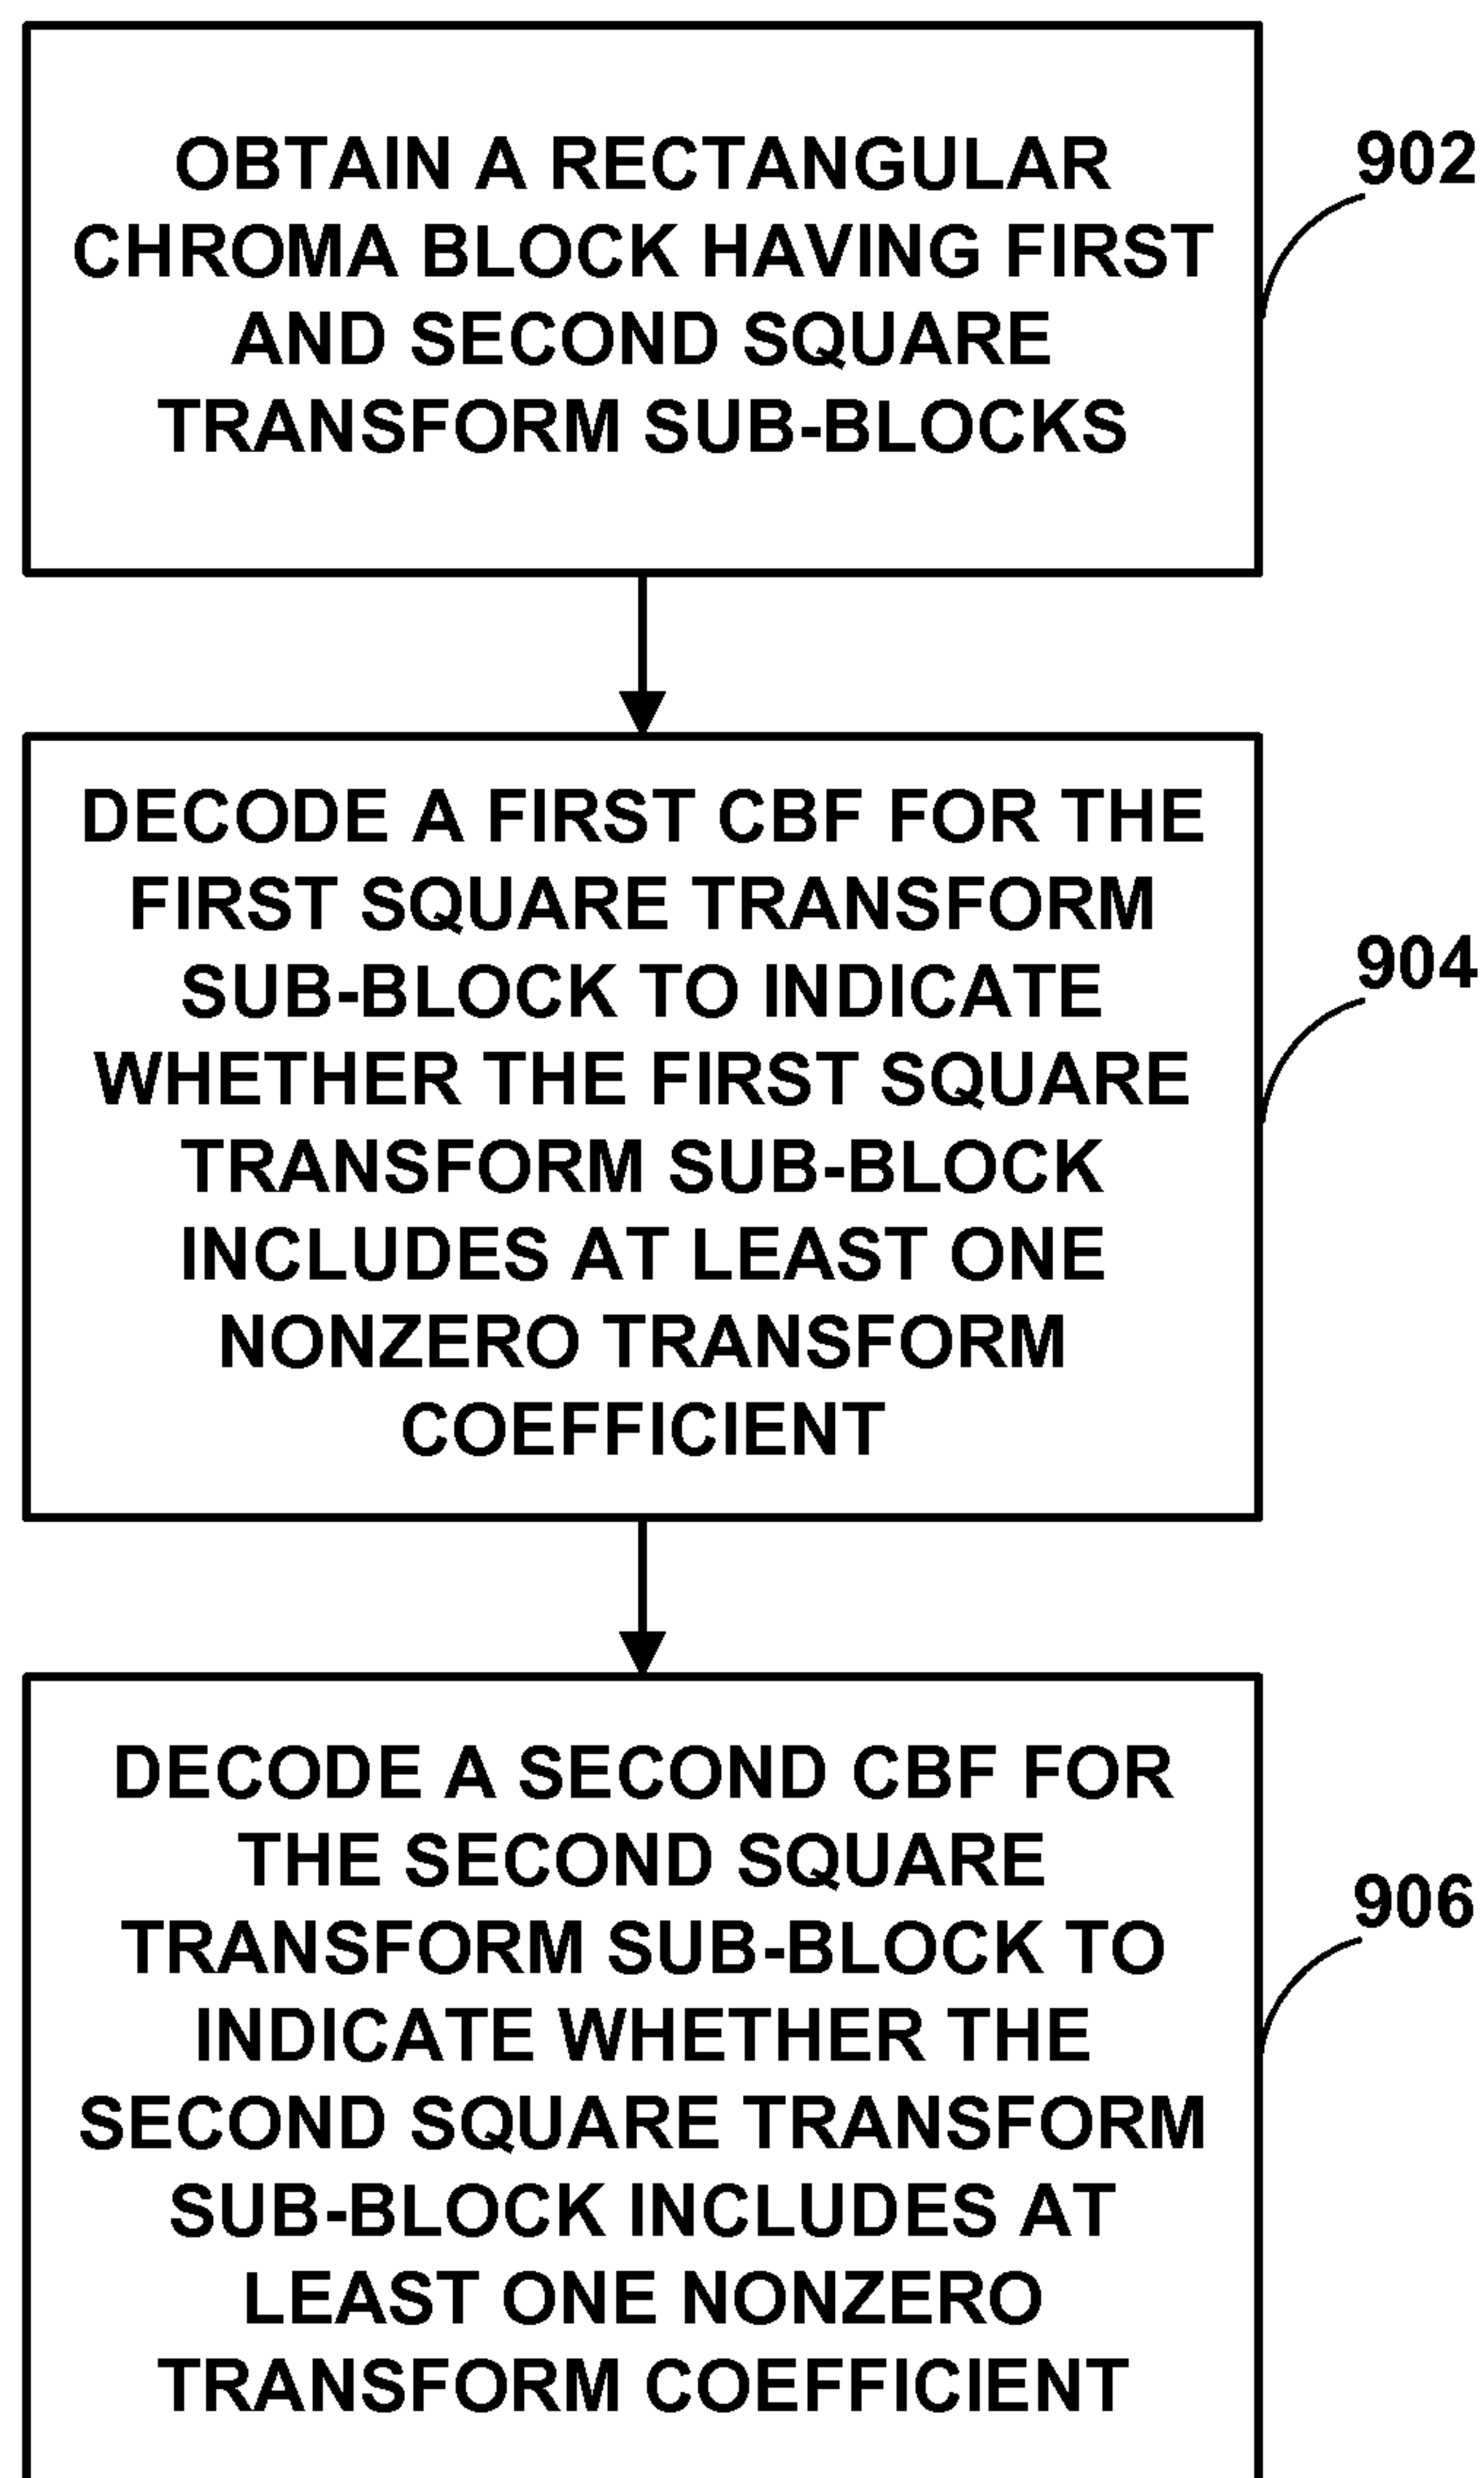 OBTAIN A RECTANGULAR
CHROMA BLOCK HAVING FIRST
AND SECOND SQUARE
TRANSFORM SUB-BLOCKS
902
DECODE A FIRST CBF FOR THE
FIRST SQUARE TRANSFORM
SUB-BLOCK TO INDICATE
WHETHER THE FIRST SQUARE
TRANSFORM SUB-BLOCK
INCLUDES AT LEAST ONE
NONZERO TRANSFORM
COEFFICIENT
904
DECODE A SECOND CBF FOR
THE SECOND SQUARE
TRANSFORM SUB-BLOCK TO
INDICATE WHETHER THE
SECOND SQUARE TRANSFORM
SUB-BLOCK INCLUDES AT
LEAST ONE NONZERO
TRANSFORM COEFFICIENT
906